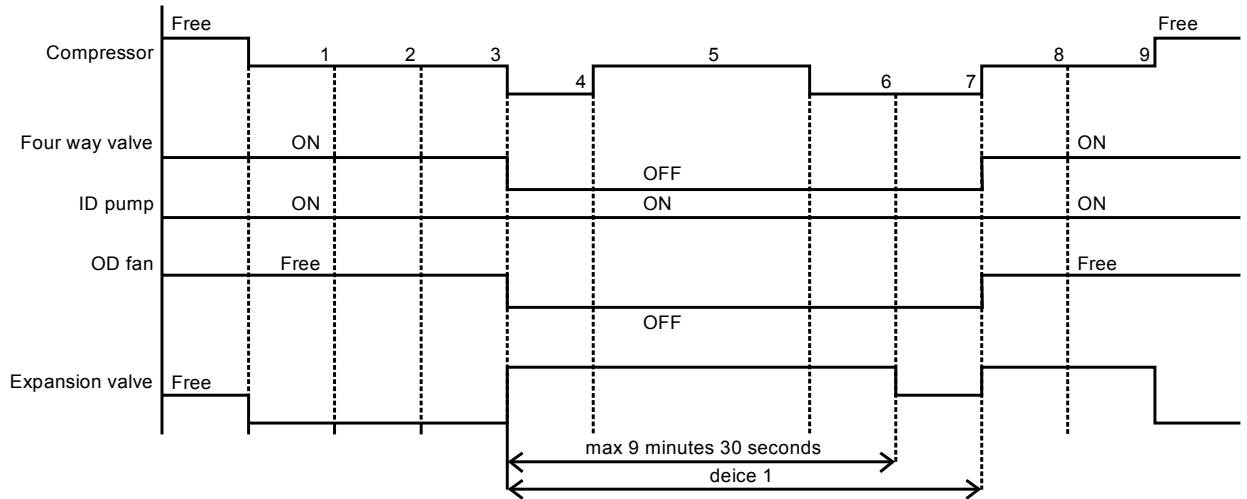 Free Free
Compressor 1 2 3 4 5 6 7 8 9
Four way valve ON OFF ON
ID pump ON ON ON
OD fan Free OFF Free
Expansion valve Free
max 9 minutes 30 seconds
deice 1